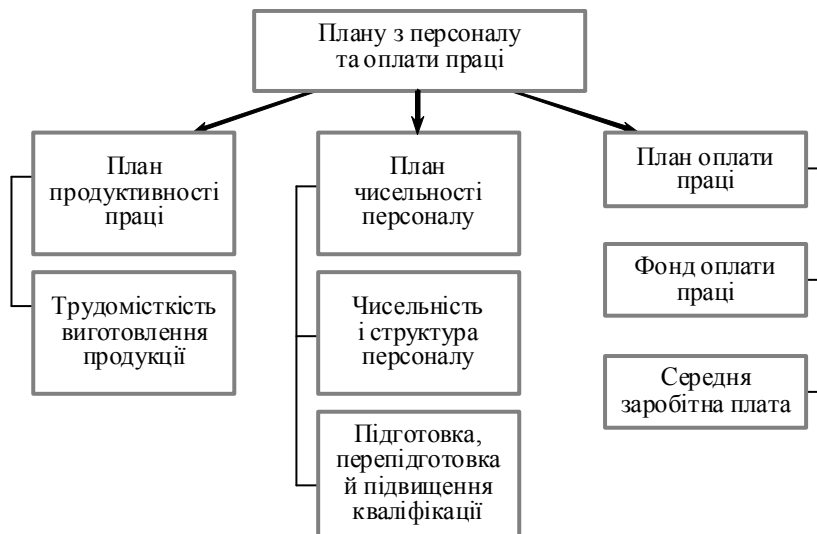 Плану з персоналу
та оплати праці
План
продуктивності
праці
План
чисельності
персоналу
План оплати
праці
Трудомісткість
виготовлення
продукції
Чисельність
і структура
персоналу
Фонд оплати
праці
Середня
заробітна плата
Підготовка,
перепідготовка
й підвищення
кваліфікації